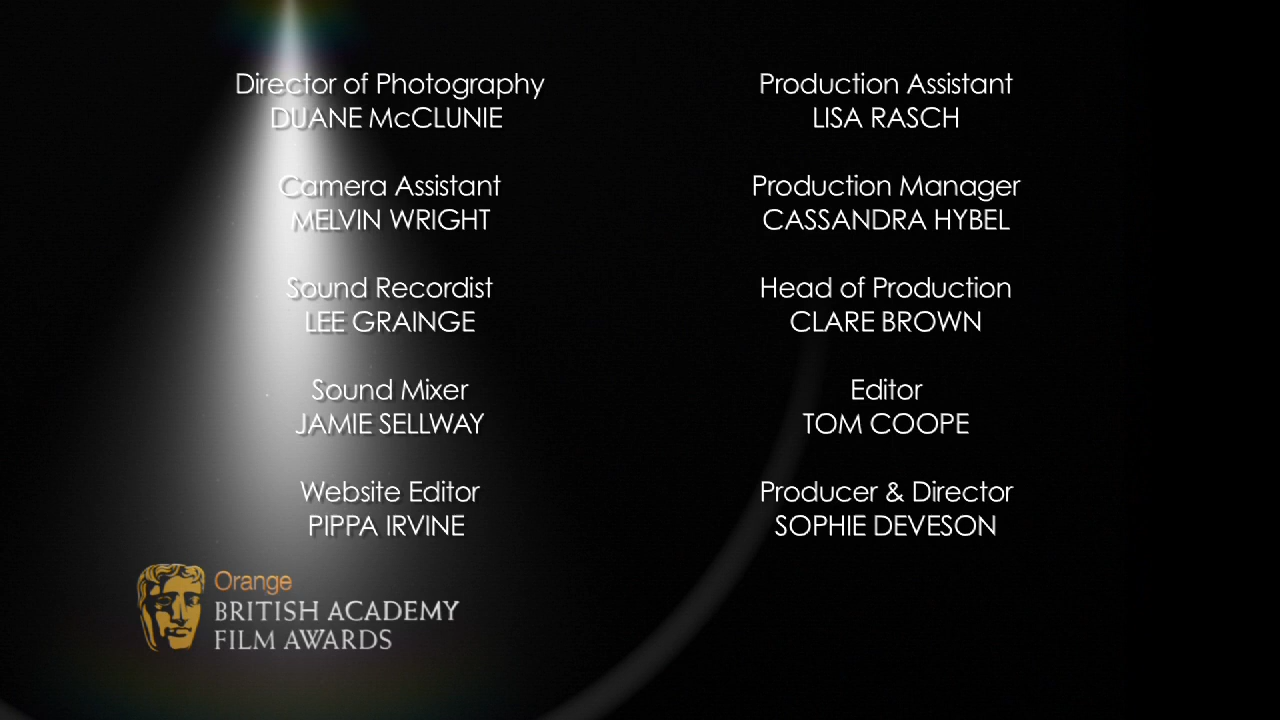 Director of Photography
DUANE McCLUNIE
Camera Assistant
MELVIN WRIGHT
Sound Recordist
LEE GRAINGE
Sound Mixer
JAMIE SELLWAY
Website Editor
PIPPA IRVINE
Production Assistant
LISA RASCH
Production Manager
CASSANDRA HYBEL
Head of Production
CLARE BROWN
Editor
TOM COOPE
Producer & Director
SOPHIE DEVESON
Orange
BRITISH ACADEMY
FILM AWARDS